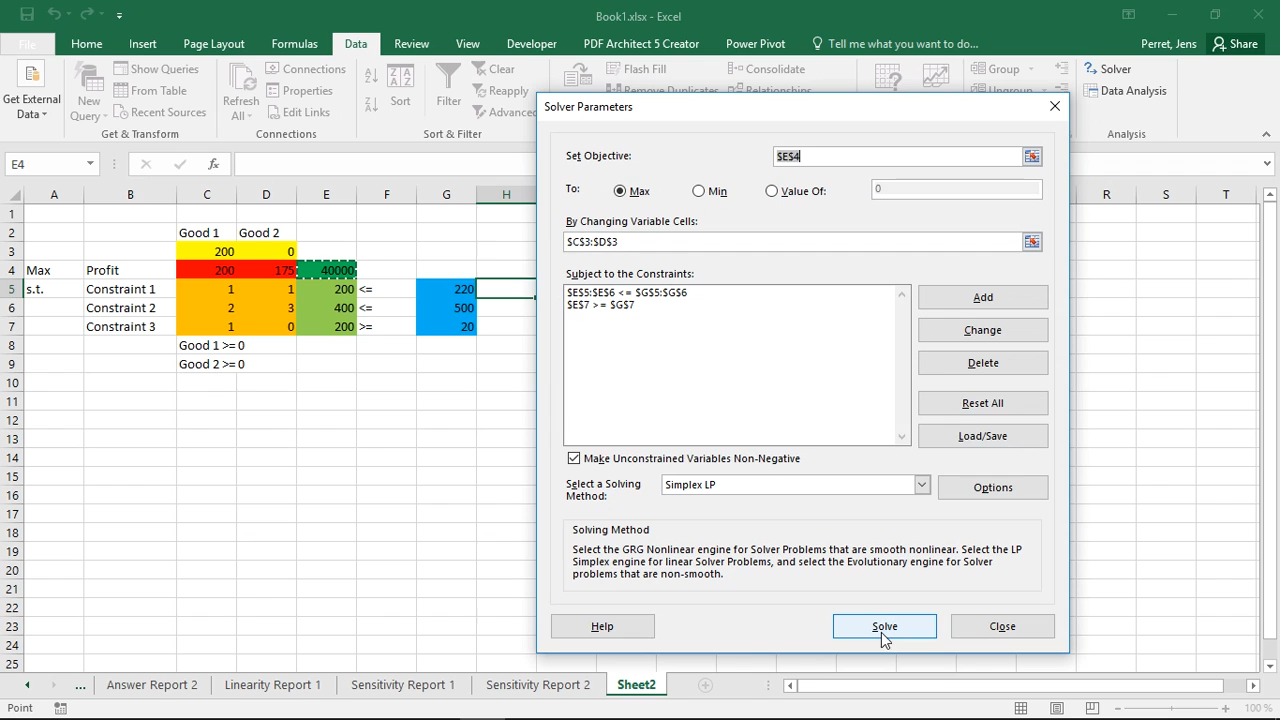 Book1.xlsx - Excel
File Home Insert Page Layout Formulas Data Review View Developer PDF Architect 5 Creator Power Pivot Tell me what you want to do... Perret, Jens Share
Get External Data
New Query
Show Queries
From Table
Recent Sources
Get & Transform
Refresh All
Connections
Properties
Edit Links
Connections
Sort
Filter
Clear
Reapply
Advanced
Sort & Filter
Flash Fill
Remove Duplicates
Consolidate
Relationships
Group
Ungroup
Solver
Data Analysis
Analysis
E4 fx
A B C D E F G H R S T
1
2 Good 1 Good 2
3 200 0
4 Max Profit 200 175 40000
5 s.t. Constraint 1 1 1 200 <= 220
6 Constraint 2 2 3 400 <= 500
7 Constraint 3 1 0 200 >= 20
8 Good 1 >= 0
9 Good 2 >= 0
10
11
12
13
14
15
16
17
18
19
20
21
22
23
24
25
Solver Parameters
Set Objective: $E$4
To: Max Min Value Of: 0
By Changing Variable Cells:
$C$3:$D$3
Subject to the Constraints:
$E$5:$E$6 <= $G$5:$G$6
$E$7 >= $G$7
Add
Change
Delete
Reset All
Load/Save
Make Unconstrained Variables Non-Negative
Select a Solving Method: Simplex LP Options
Solving Method
Select the GRG Nonlinear engine for Solver Problems that are smooth nonlinear. Select the LP
Simplex engine for linear Solver Problems, and select the Evolutionary engine for Solver
problems that are non-smooth.
Help Solve Close
... Answer Report 2 Linearity Report 1 Sensitivity Report 1 Sensitivity Report 2 Sheet2
Point 100 %